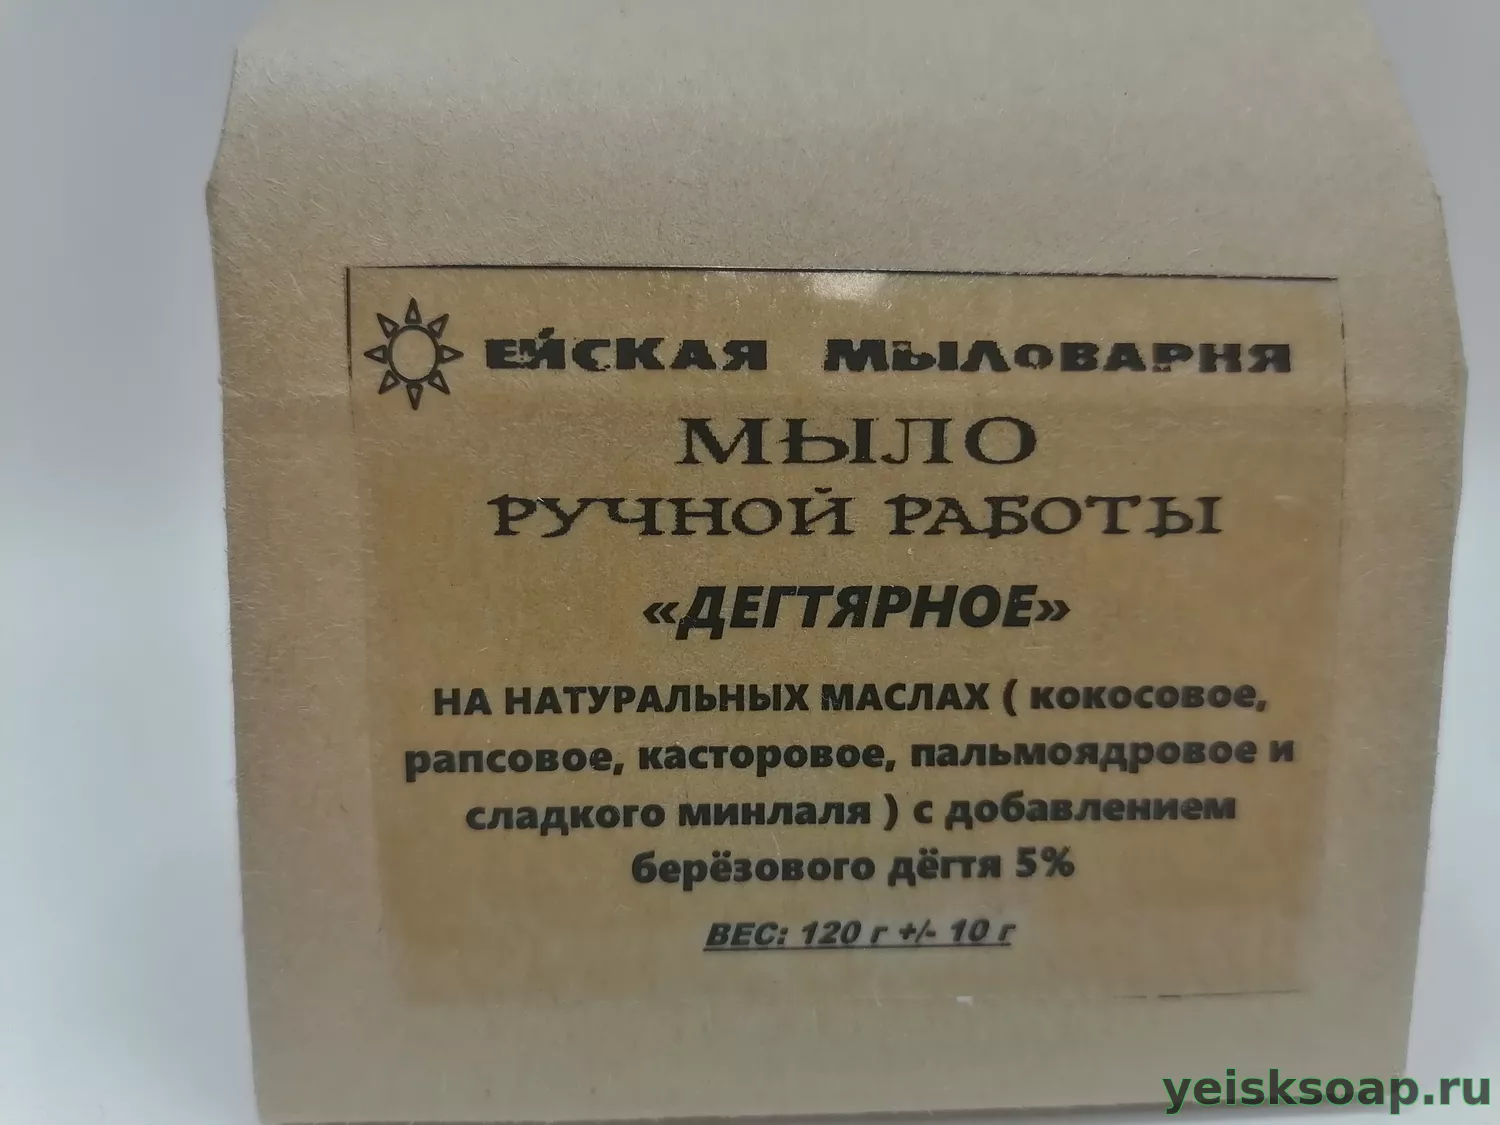 ЕЙСКАЯ МЫЛОВАРНЯ
МЫЛО
РУЧНОЙ РАБОТЫ
«ДЕГТЯРНОЕ»
НА НАТУРАЛЬНЫХ МАСЛАХ ( кокосовое,
рапсовое, касторовое, пальмоядровое и
сладкого минлаля ) с добавлением
берёзового дёгтя 5%
ВЕС: 120 г +/- 10 г
yeisksoap.ru